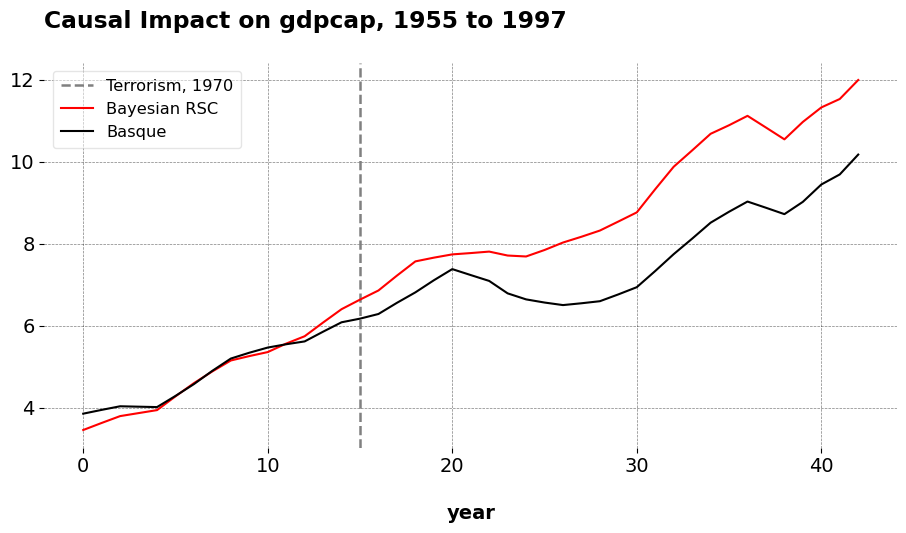 Causal Impact on gdpcap, 1955 to 1997
Terrorism, 1970
Bayesian RSC
Basque
12
10
8
6
4
0 10 20 30 40
year